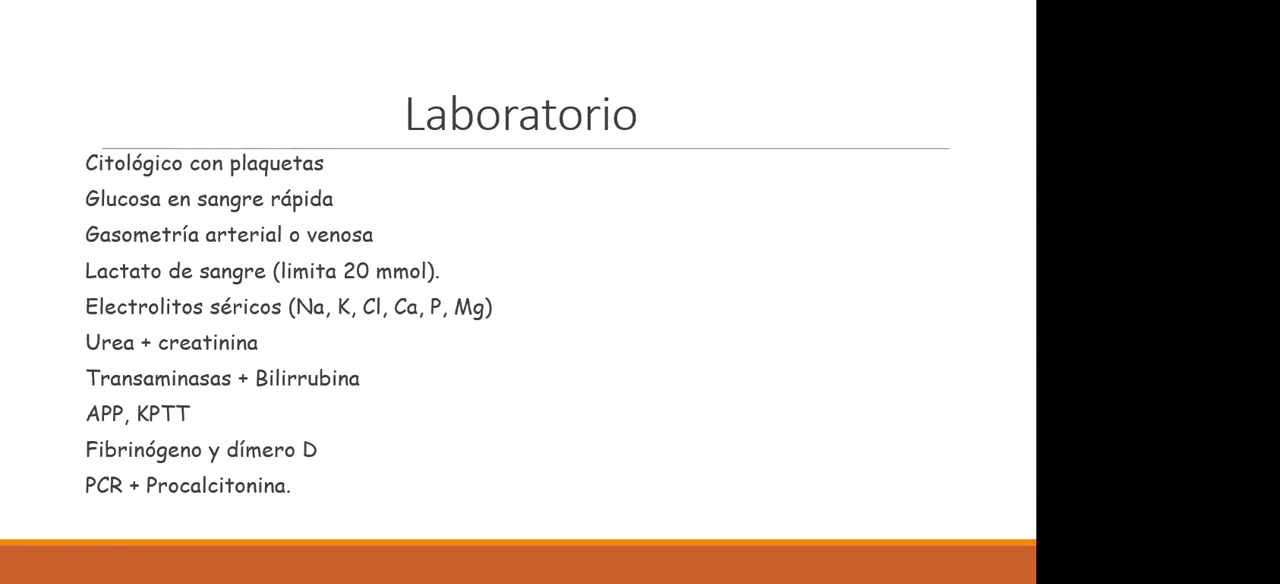 Laboratorio
Citológico con plaquetas
Glucosa en sangre rápida
Gasometría arterial o venosa
Lactato de sangre (limita 20 mmol).
Electrolitos séricos (Na, K, Cl, Ca, P, Mg)
Urea + creatinina
Transaminasas + Bilirrubina
APP, KPTT
Fibrinógeno y dímero D
PCR + Procalcitonina.